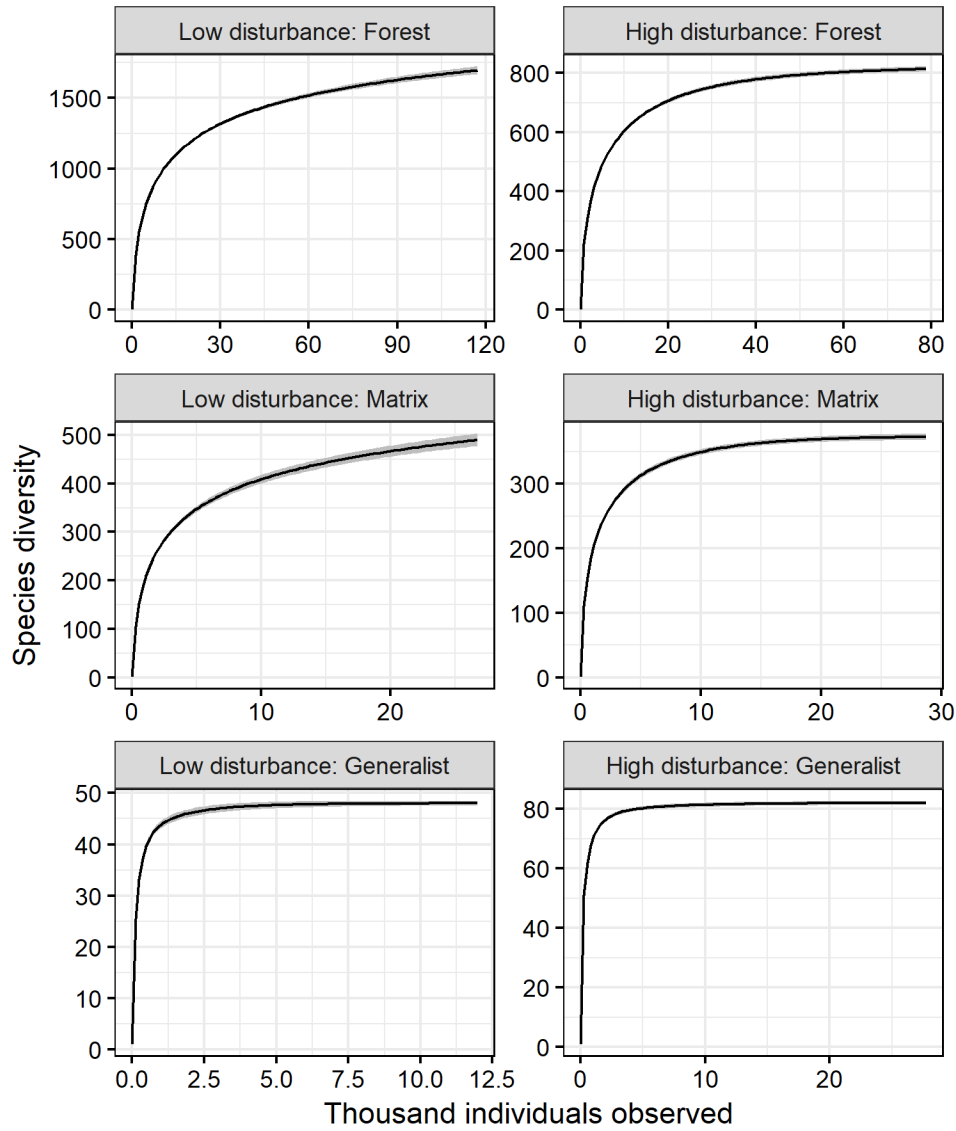 Low disturbance: Forest
High disturbance: Forest
1500
1000
500
0
0 30 60 90 120
800
600
400
200
0
0 20 40 60 80
Low disturbance: Matrix
High disturbance: Matrix
500
400
300
200
100
0
0 10 20
300
200
100
0
0 10 20 30
Low disturbance: Generalist
High disturbance: Generalist
50
40
30
20
10
0
0.0 2.5 5.0 7.5 10.0 12.5
80
60
40
20
0
0 10 20
Species diversity
Thousand individuals observed